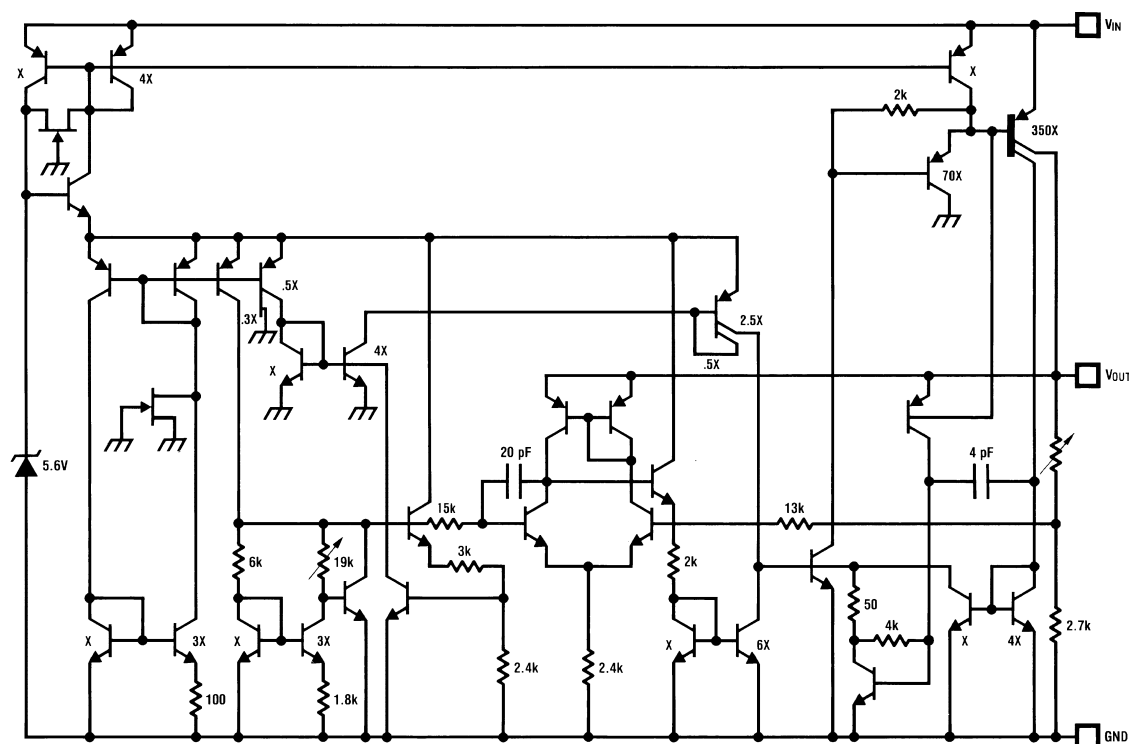 VIN
X
4X
X
2k
350X
70X
.5X
.3X
2.5X
4X
X
.5X
VOUT
5.6V
20 pF
4 pF
15k
13k
3k
6k
19k
2k
50
4k
X
3X
X
3X
X
6X
X
4X
2.7k
2.4k
2.4k
100
1.8k
GND